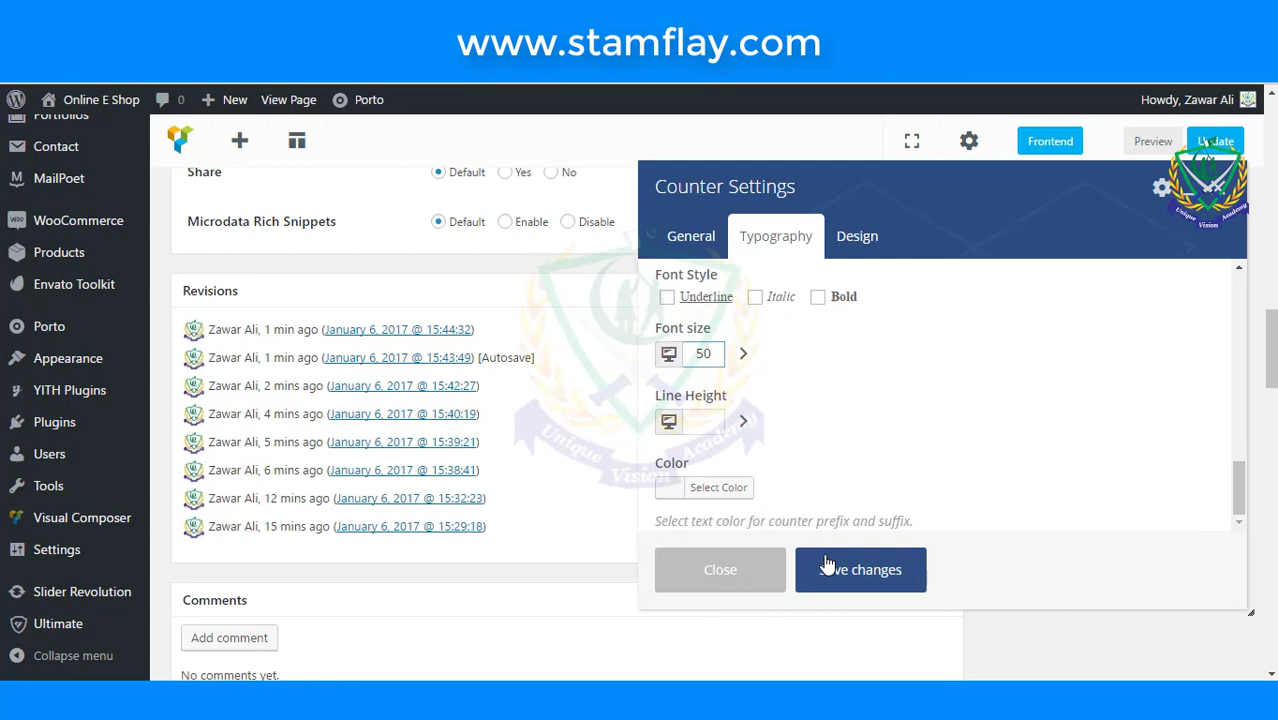 www.stamflay.com
Online E Shop 0 New View Page Porto Howdy, Zawar Ali
Portfolios
Contact
MailPoet
WooCommerce
Products
Envato Toolkit
Porto
Appearance
YITH Plugins
Plugins
Users
Tools
Visual Composer
Settings
Slider Revolution
Ultimate
Collapse menu
Frontend Preview Update
Share Default Yes No
Microdata Rich Snippets Default Enable Disable
Revisions
Zawar Ali, 1 min ago (January 6, 2017 @ 15:44:32)
Zawar Ali, 1 min ago (January 6, 2017 @ 15:43:49) [Autosave]
Zawar Ali, 2 mins ago (January 6, 2017 @ 15:42:27)
Zawar Ali, 4 mins ago (January 6, 2017 @ 15:40:19)
Zawar Ali, 5 mins ago (January 6, 2017 @ 15:39:21)
Zawar Ali, 6 mins ago (January 6, 2017 @ 15:38:41)
Zawar Ali, 12 mins ago (January 6, 2017 @ 15:32:23)
Zawar Ali, 15 mins ago (January 6, 2017 @ 15:29:18)
Comments
Add comment
No comments yet.
Counter Settings
General Typography Design
Font Style
Underline Italic Bold
Font size
50
Line Height
Color
Select Color
Select text color for counter prefix and suffix.
Close Save changes
Unique Vision Academy
Unique Vision Academy